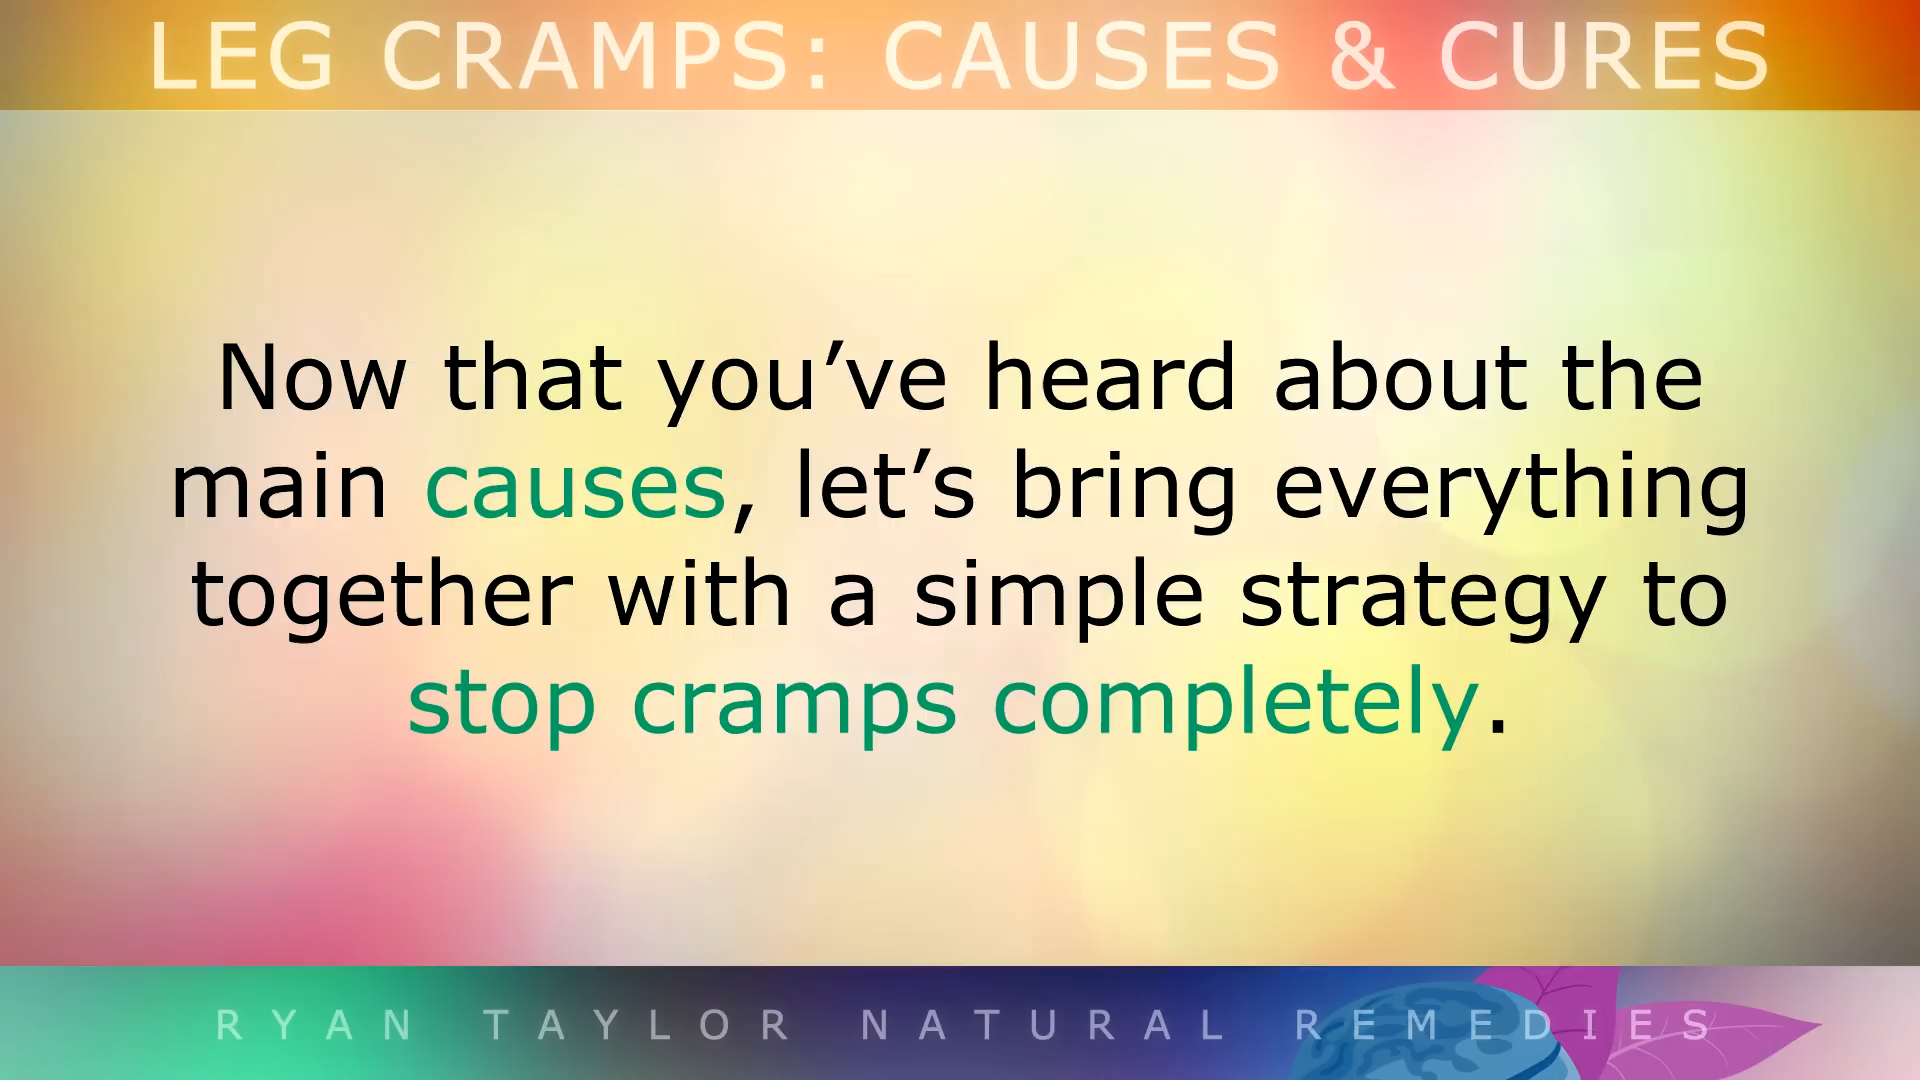 LEG CRAMPS: CAUSES & CURES
Now that you’ve heard about the
main causes, let’s bring everything
together with a simple strategy to
stop cramps completely.
RYAN TAYLOR NATURAL REMEDIES